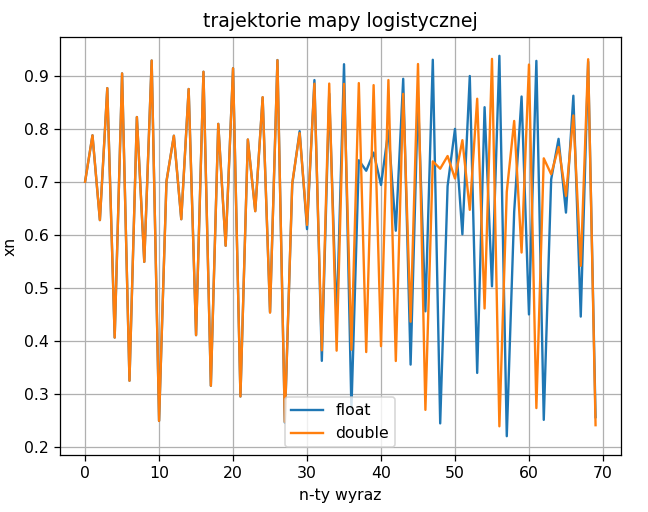 trajektorie mapy logistycznej
0.9
0.8
0.7
0.6
0.5
0.4
0.3
0.2
xn
float
double
0 10 20 30 40 50 60 70
n-ty wyraz